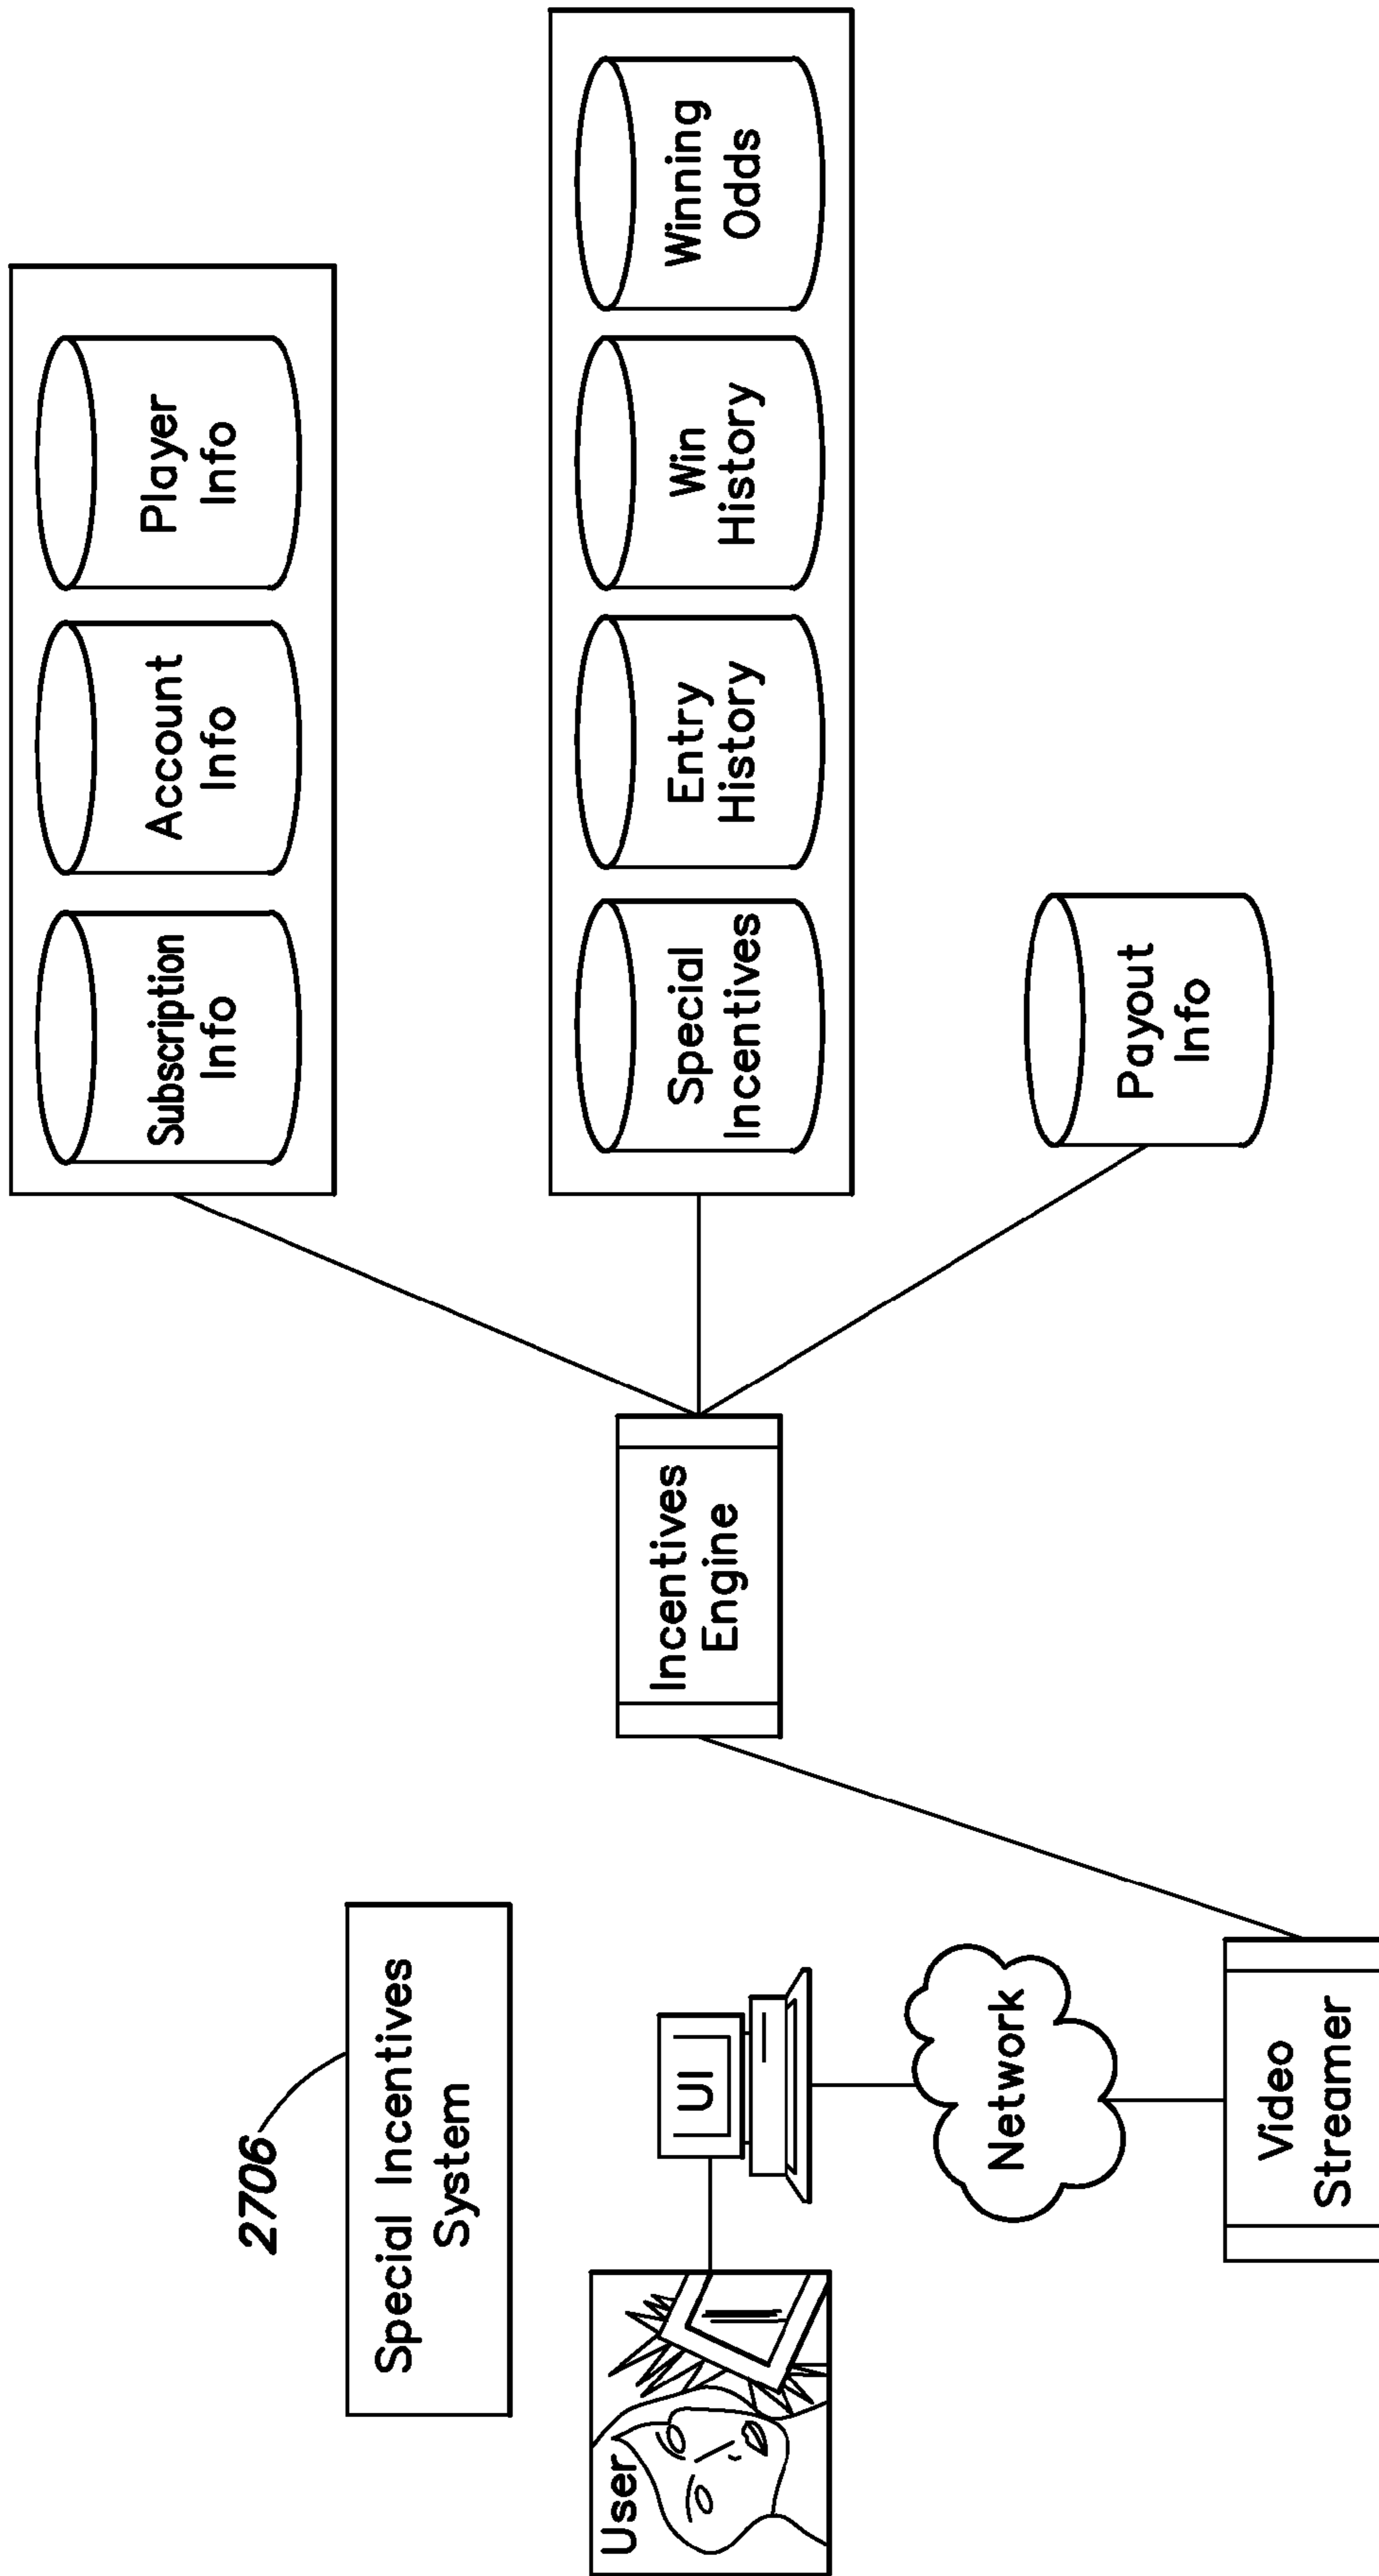 2706
Special Incentives
System
User
UI
Network
Video
Streamer
Incentives
Engine
Subscription
Info
Account
Info
Player
Info
Special
Incentives
Entry
History
Win
History
Winning
Odds
Payout
Info